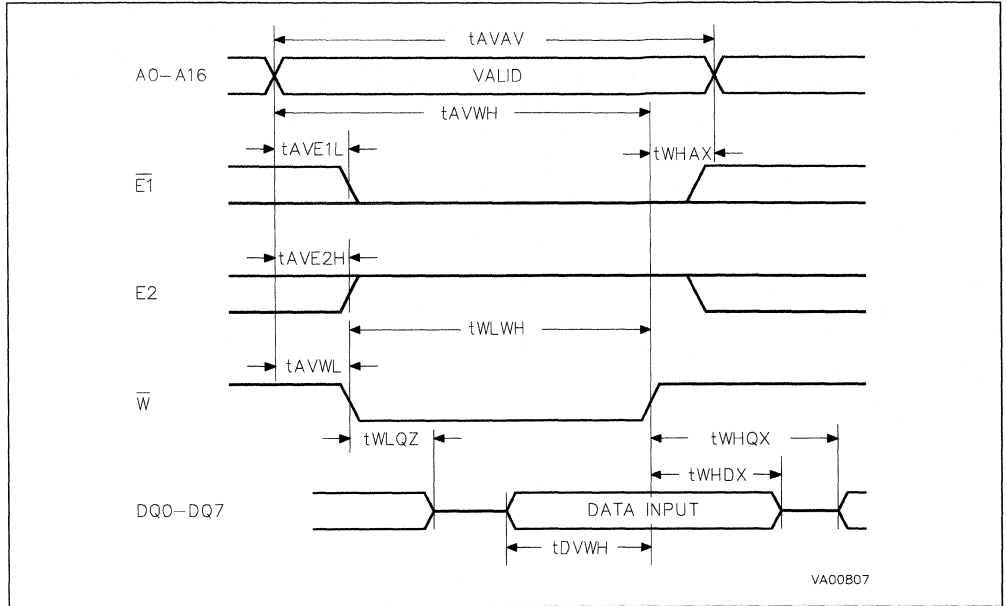 tAVAV
A0-A16
VALID
tAVWH
tAVE1L
tWHAX
E1
tAVE2H
E2
tWLWH
tAVWL
W
tWLQZ
tWHQX
tWHDX
DQ0-DQ7
DATA INPUT
tDVWH
VA00807